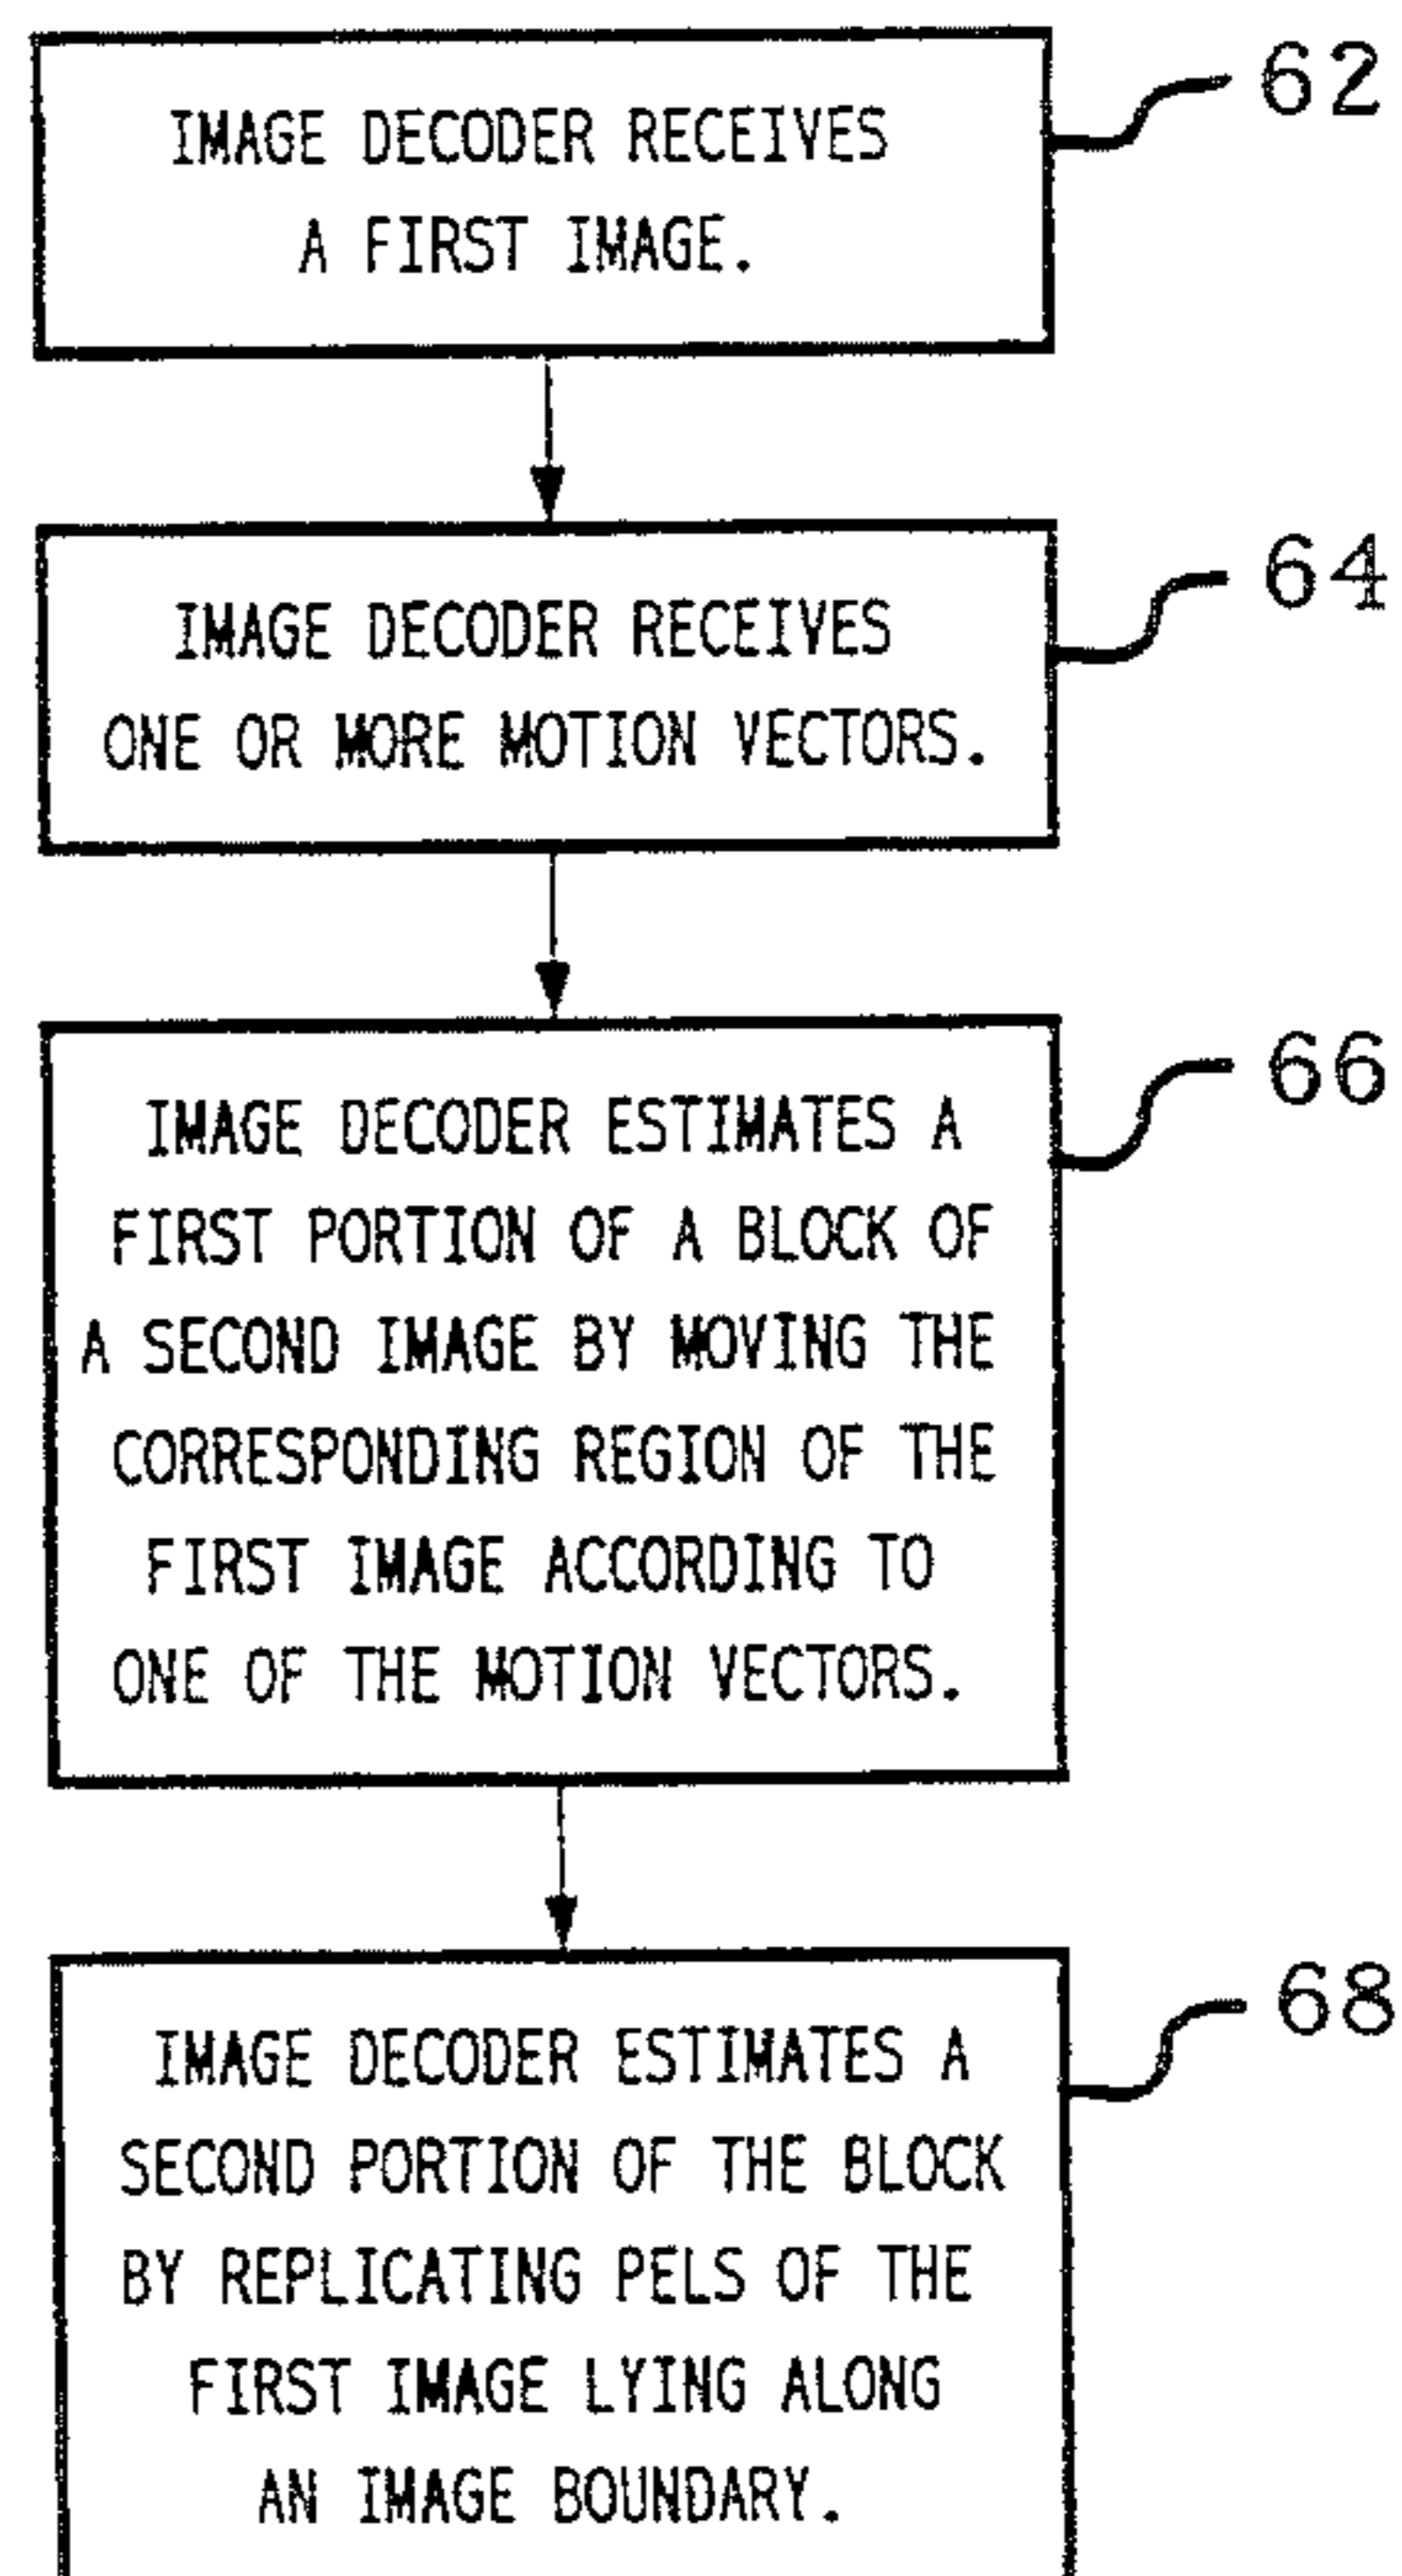 IMAGE DECODER RECEIVES
A FIRST IMAGE.
62
IMAGE DECODER RECEIVES
ONE OR MORE MOTION VECTORS.
64
IMAGE DECODER ESTIMATES A
FIRST PORTION OF A BLOCK OF
A SECOND IMAGE BY MOVING THE
CORRESPONDING REGION OF THE
FIRST IMAGE ACCORDING TO
ONE OF THE MOTION VECTORS.
66
IMAGE DECODER ESTIMATES A
SECOND PORTION OF THE BLOCK
BY REPLICATING PELS OF THE
FIRST IMAGE LYING ALONG
AN IMAGE BOUNDARY.
68